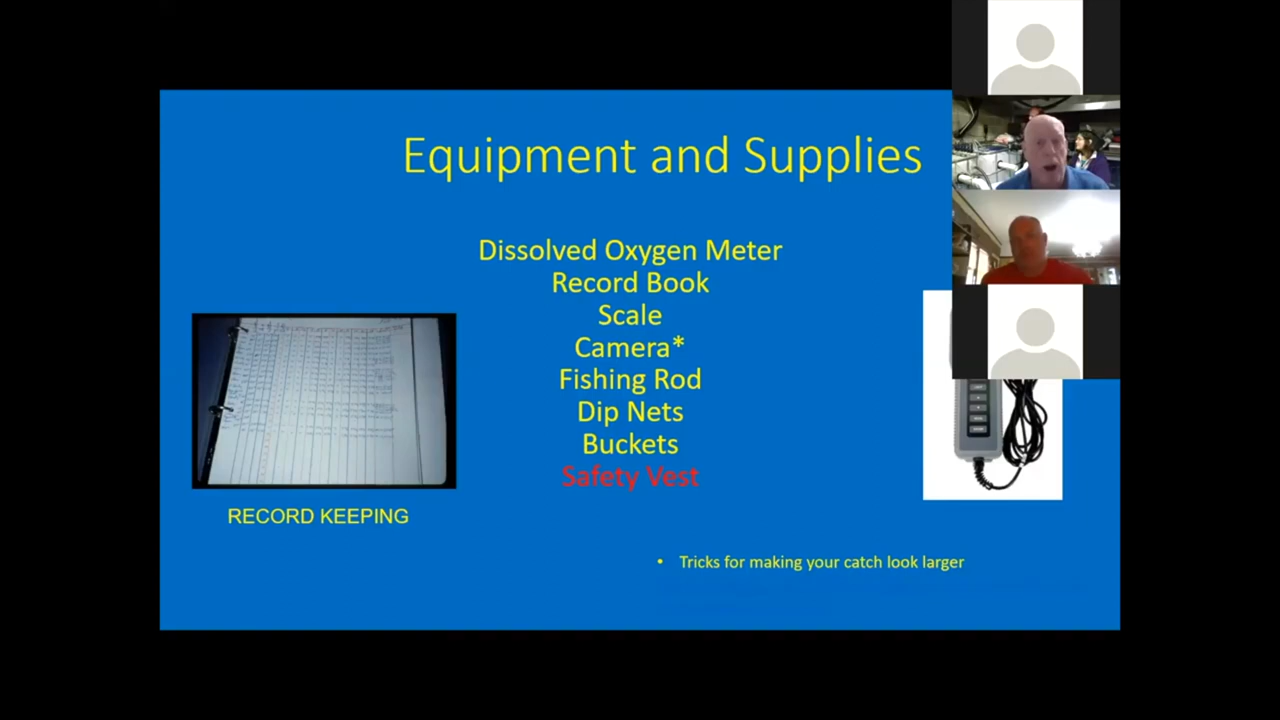 Equipment and Supplies
Dissolved Oxygen Meter
Record Book
Scale
Camera*
Fishing Rod
Dip Nets
Buckets
Safety Vest
RECORD KEEPING
• Tricks for making your catch look larger